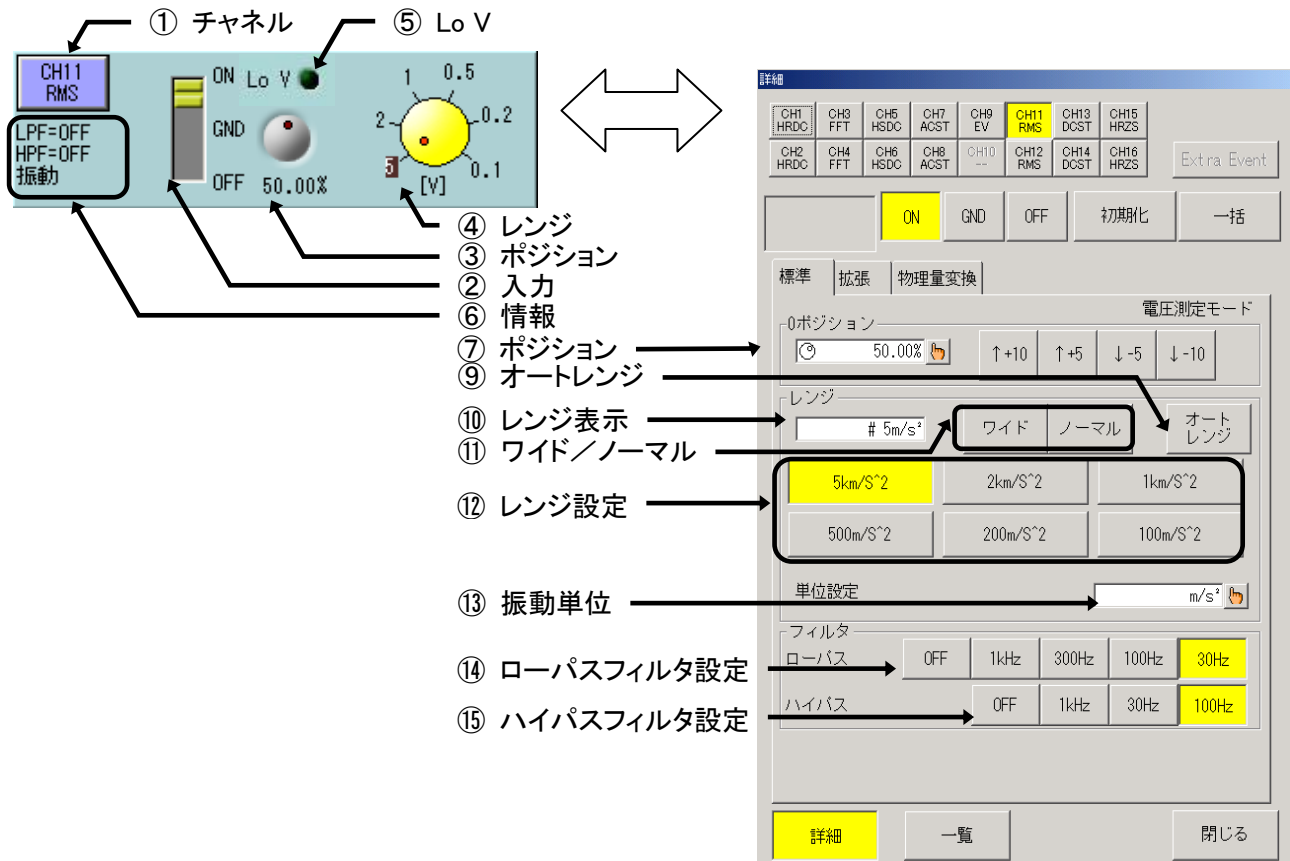 ① チャネル
⑤ Lo V
CH11
RMS
LPF=OFF
HPF=OFF
振動
ON
GND
OFF
Lo V
50.00%
5
2
1
0.5
0.2
0.1
[V]
④ レンジ
③ ポジション
② 入力
⑥ 情報
⑦ ポジション
⑨ オートレンジ
⑩ レンジ表示
⑪ ワイド／ノーマル
⑫ レンジ設定
⑬ 振動単位
⑭ ローパスフィルタ設定
⑮ ハイパスフィルタ設定
詳細
CH1 HRDC
CH3 FFT
CH5 HSDC
CH7 ACST
CH9 EV
CH11 RMS
CH13 DCST
CH15 HRZS
CH2 HRDC
CH4 FFT
CH6 HSDC
CH8 ACST
CH10 --
CH12 RMS
CH14 DCST
CH16 HRZS
Extra Event
ON GND OFF 初期化 一括
標準 拡張 物理量変換
電圧測定モード
0ポジション
50.00% ↑+10 ↑+5 ↓-5 ↓-10
レンジ
# 5m/s² ワイド ノーマル オートレンジ
5km/S^2 2km/S^2 1km/S^2
500m/S^2 200m/S^2 100m/S^2
単位設定 m/s²
フィルタ
ローパス OFF 1kHz 300Hz 100Hz 30Hz
ハイパス OFF 1kHz 30Hz 100Hz
詳細 一覧 閉じる